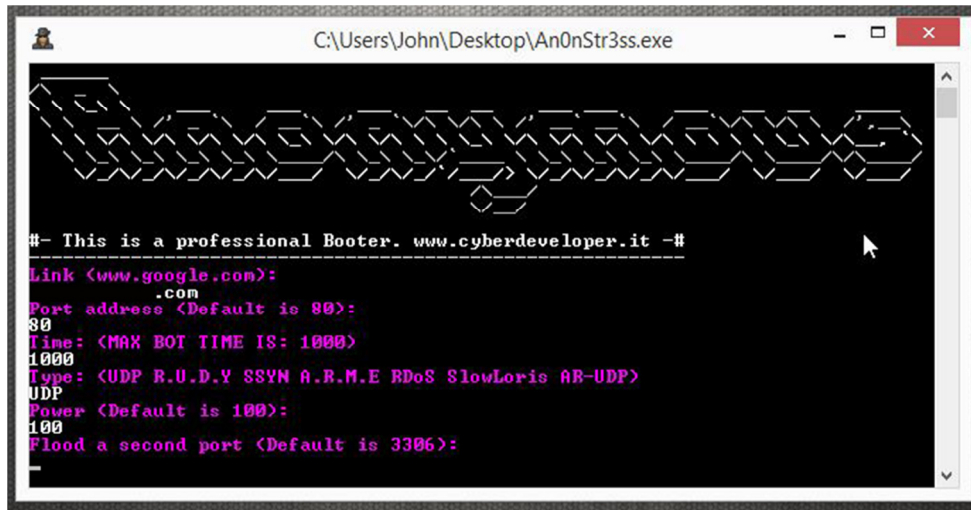 C:\Users\John\Desktop\An0nStr3ss.exe
Anonymous
#- This is a professional Booter. www.cyberdeveloper.it -#
Link (www.google.com):
.com
Port address (Default is 80):
80
Time: (MAX BOT TIME IS: 1000)
1000
Type: (UDP R.U.D.Y SSYN A.R.M.E RDoS SlowLoris AR-UDP)
UDP
Power (Default is 100):
100
Flood a second port (Default is 3306):